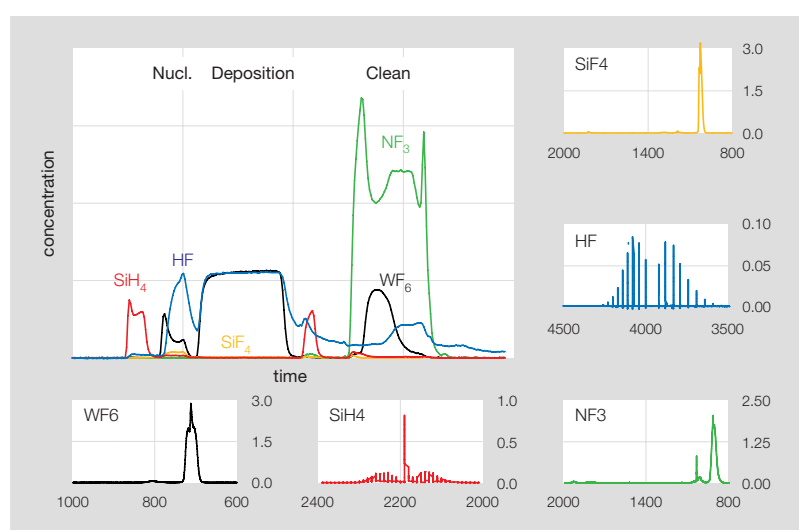 Nucl. Deposition Clean
NF3
HF
SiH4
WF6
SiF4
concentration
time
SiF4
3.0
1.5
0.0
2000 1400 800
HF
0.10
0.05
0.00
4500 4000 3500
WF6
3.0
1.5
0.0
1000 800 600
SiH4
1.0
0.5
0.0
2400 2200 2000
NF3
2.50
1.25
0.00
2000 1400 800